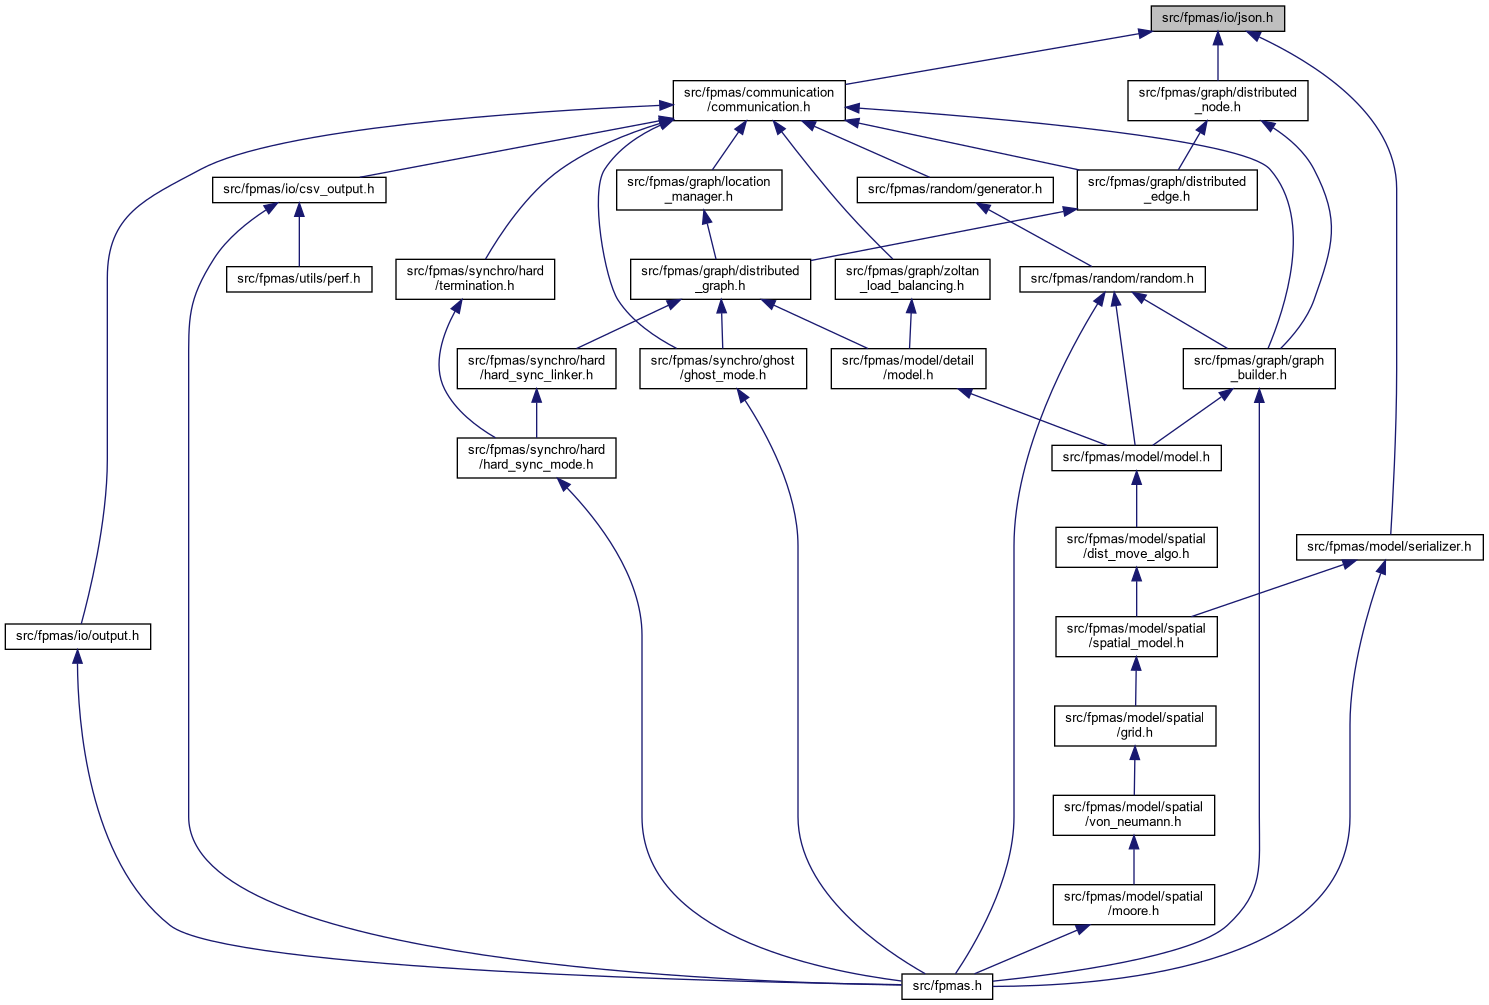 src/fpmas/io/json.h
src/fpmas/communication
/communication.h
src/fpmas/graph/distributed
_node.h
src/fpmas/io/csv_output.h
src/fpmas/graph/location
_manager.h
src/fpmas/random/generator.h
src/fpmas/graph/distributed
_edge.h
src/fpmas/utils/perf.h
src/fpmas/synchro/hard
/termination.h
src/fpmas/graph/distributed
_graph.h
src/fpmas/graph/zoltan
_load_balancing.h
src/fpmas/random/random.h
src/fpmas/synchro/hard
/hard_sync_linker.h
src/fpmas/synchro/ghost
/ghost_mode.h
src/fpmas/model/detail
/model.h
src/fpmas/graph/graph
_builder.h
src/fpmas/synchro/hard
/hard_sync_mode.h
src/fpmas/model/model.h
src/fpmas/model/spatial
/dist_move_algo.h
src/fpmas/model/serializer.h
src/fpmas/io/output.h
src/fpmas/model/spatial
/spatial_model.h
src/fpmas/model/spatial
/grid.h
src/fpmas/model/spatial
/von_neumann.h
src/fpmas/model/spatial
/moore.h
src/fpmas.h